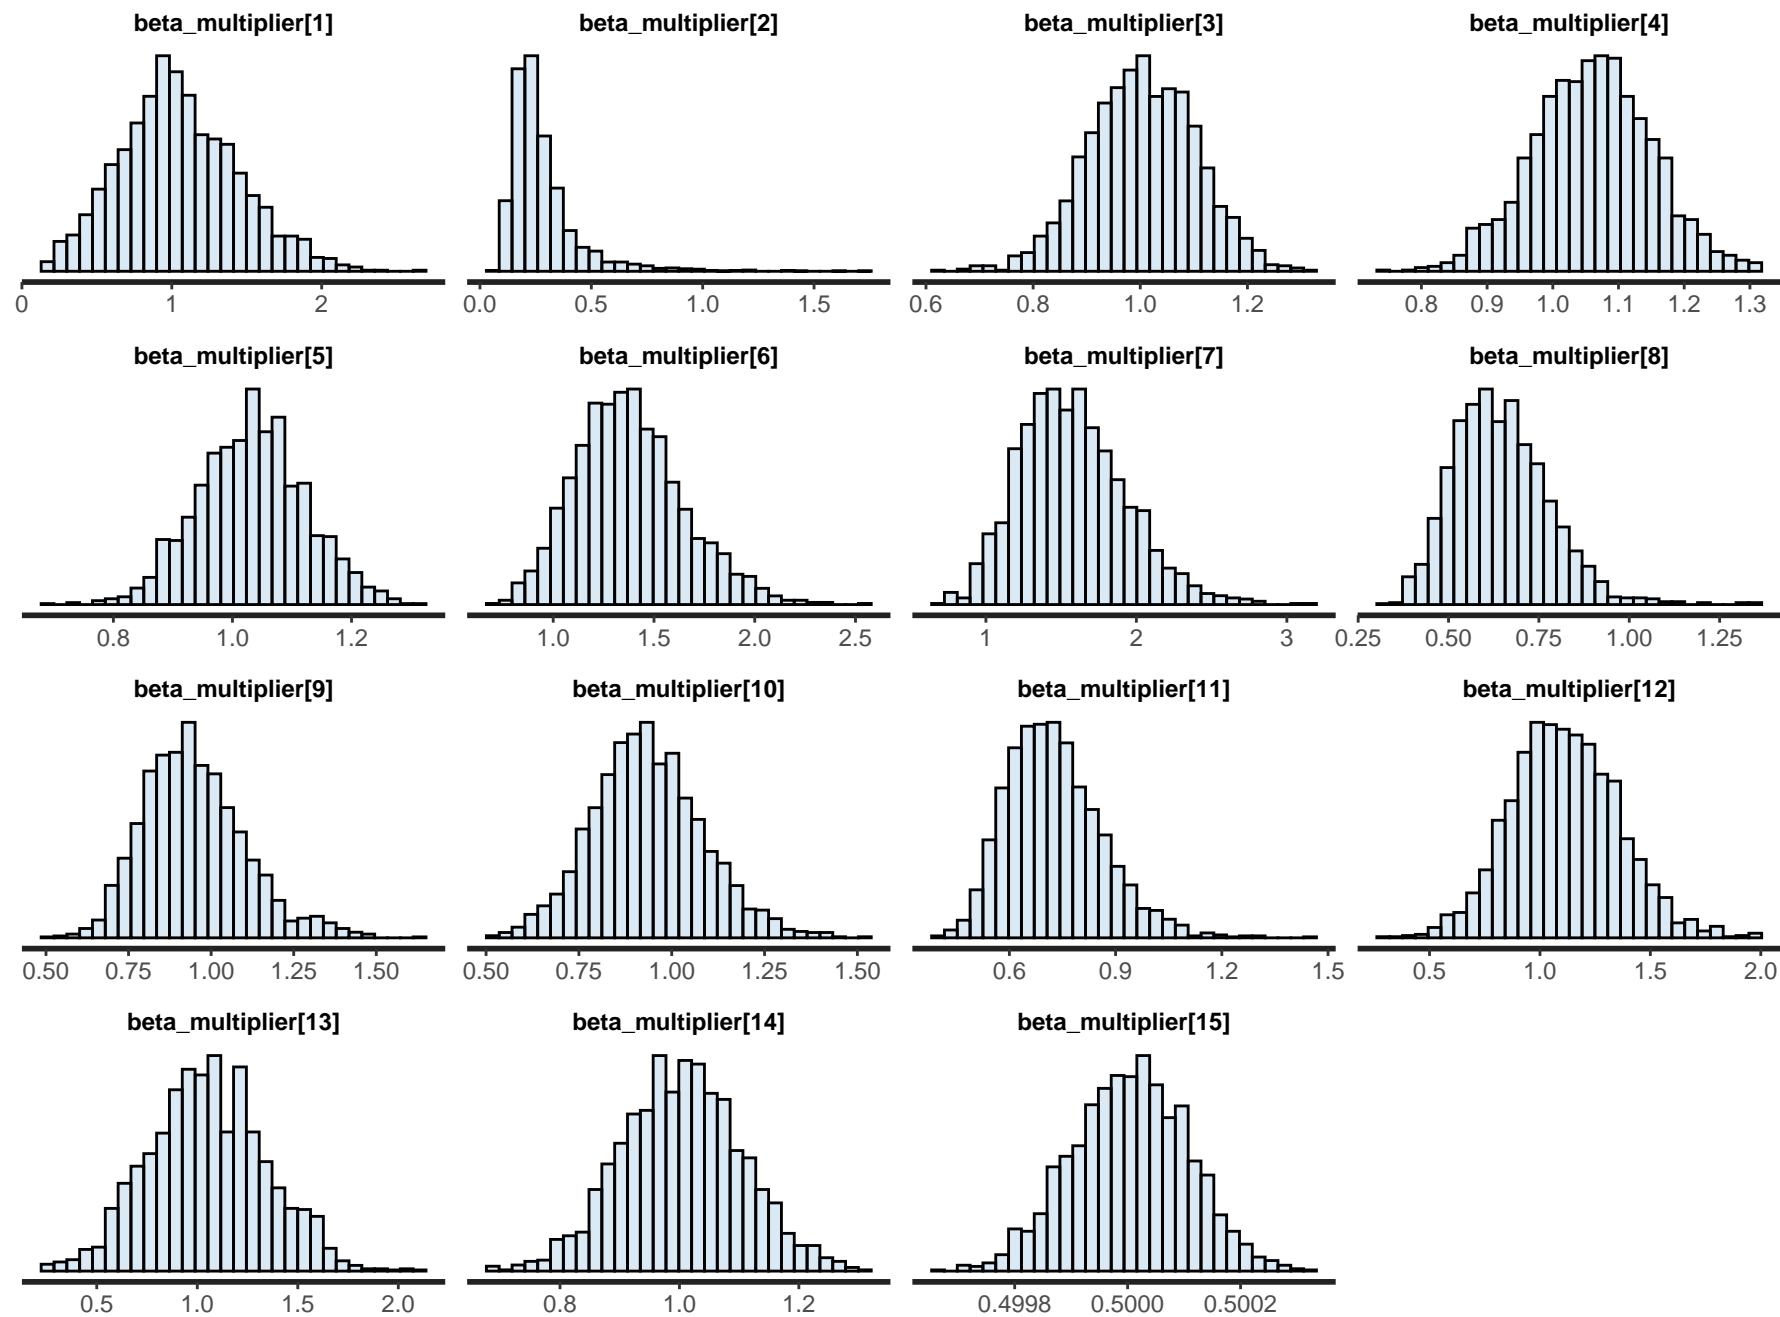 beta_multiplier[1] beta_multiplier[2] beta_multiplier[3] beta_multiplier[4]
0 1 2 0.0 0.5 1.0 1.5 0.6 0.8 1.0 1.2 0.8 0.9 1.0 1.1 1.2 1.3
beta_multiplier[5] beta_multiplier[6] beta_multiplier[7] beta_multiplier[8]
0.8 1.0 1.2 1.0 1.5 2.0 2.5 1 2 3 0.25 0.50 0.75 1.00 1.25
beta_multiplier[9] beta_multiplier[10] beta_multiplier[11] beta_multiplier[12]
0.50 0.75 1.00 1.25 1.50 0.50 0.75 1.00 1.25 1.50 0.6 0.9 1.2 1.5 0.5 1.0 1.5 2.0
beta_multiplier[13] beta_multiplier[14] beta_multiplier[15]
0.5 1.0 1.5 2.0 0.8 1.0 1.2 0.4998 0.5000 0.5002